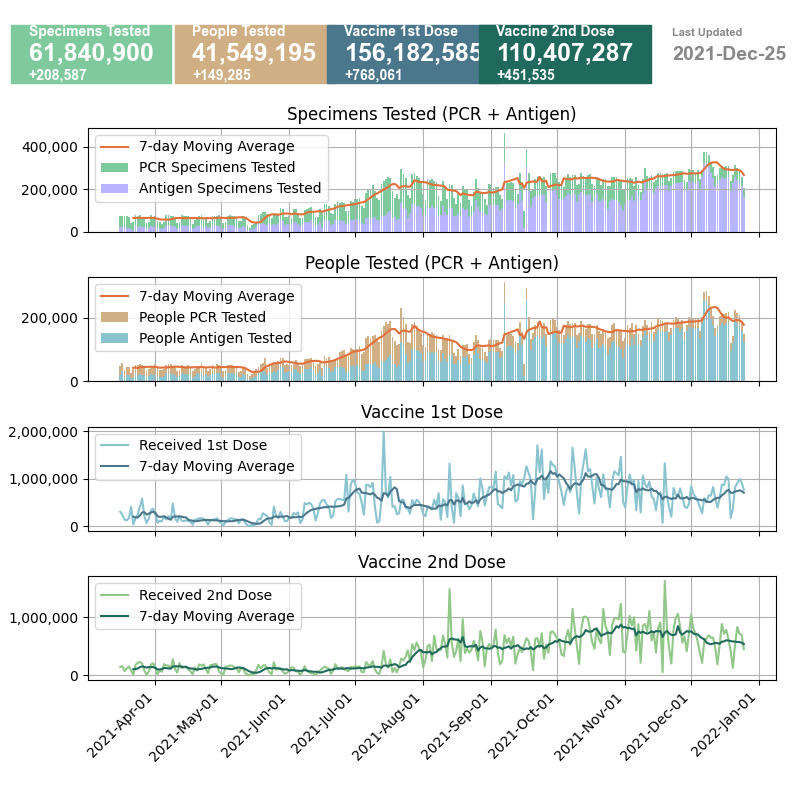 Specimens Tested
61,840,900
+208,587
People Tested
41,549,195
+149,285
Vaccine 1st Dose
156,182,585
+768,061
Vaccine 2nd Dose
110,407,287
+451,535
Last Updated
2021-Dec-25
Specimens Tested (PCR + Antigen)
400,000
200,000
0
7-day Moving Average
PCR Specimens Tested
Antigen Specimens Tested
People Tested (PCR + Antigen)
200,000
0
7-day Moving Average
People PCR Tested
People Antigen Tested
Vaccine 1st Dose
2,000,000
1,000,000
0
Received 1st Dose
7-day Moving Average
Vaccine 2nd Dose
1,000,000
0
Received 2nd Dose
7-day Moving Average
2021-Apr-01
2021-May-01
2021-Jun-01
2021-Jul-01
2021-Aug-01
2021-Sep-01
2021-Oct-01
2021-Nov-01
2021-Dec-01
2022-Jan-01